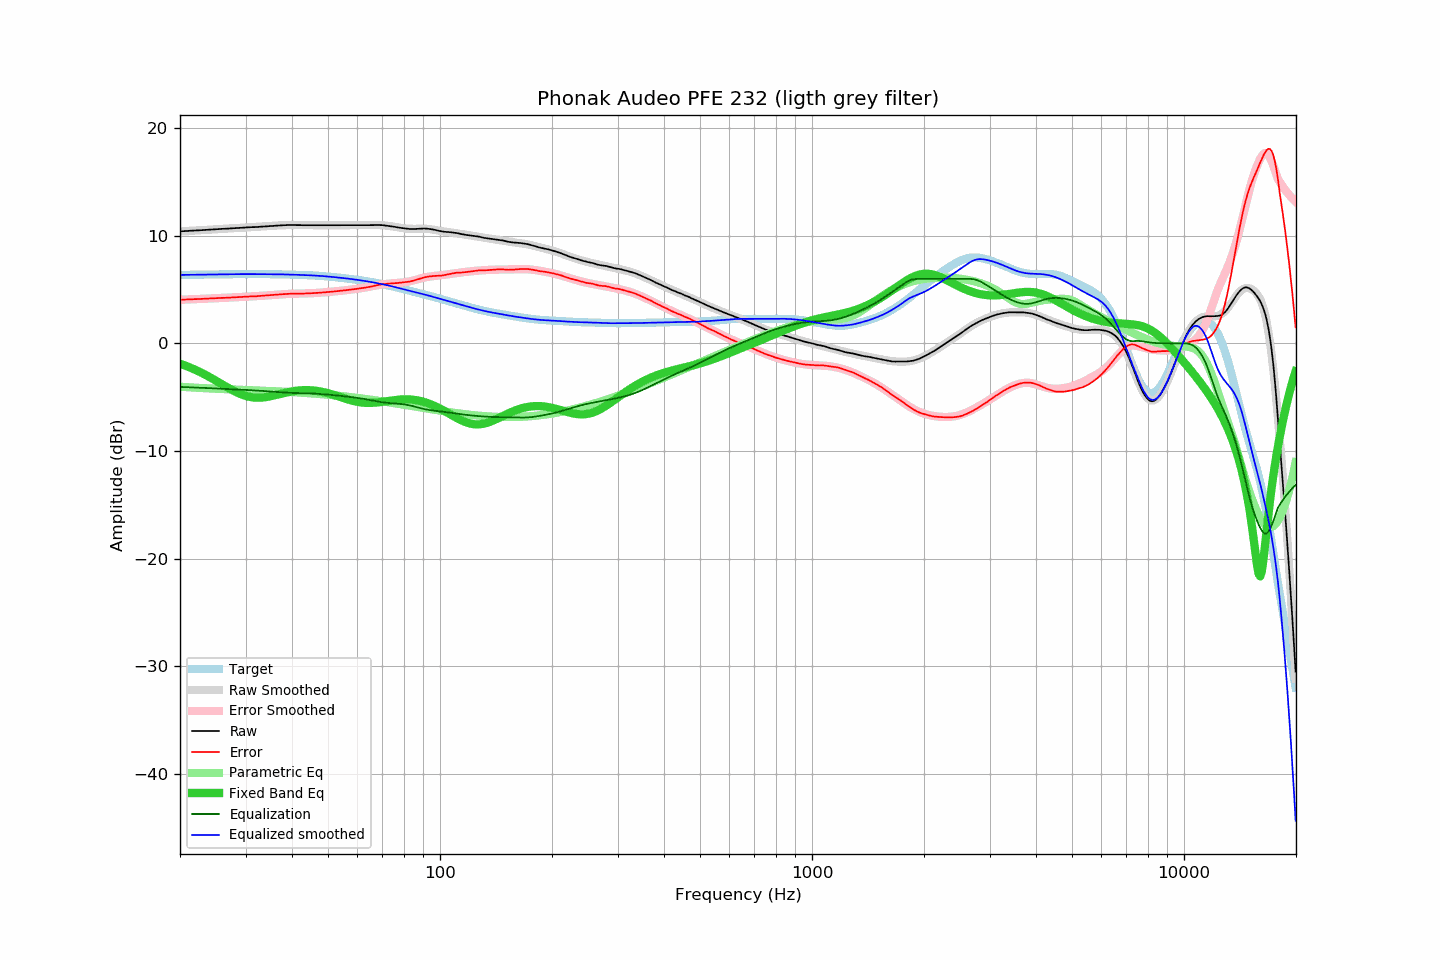 Phonak Audeo PFE 232 (ligth grey filter)
20
10
0
−10
−20
−30
−40
Amplitude (dBr)
Target
Raw Smoothed
Error Smoothed
Raw
Error
Parametric Eq
Fixed Band Eq
Equalization
Equalized smoothed
100
1000
10000
Frequency (Hz)